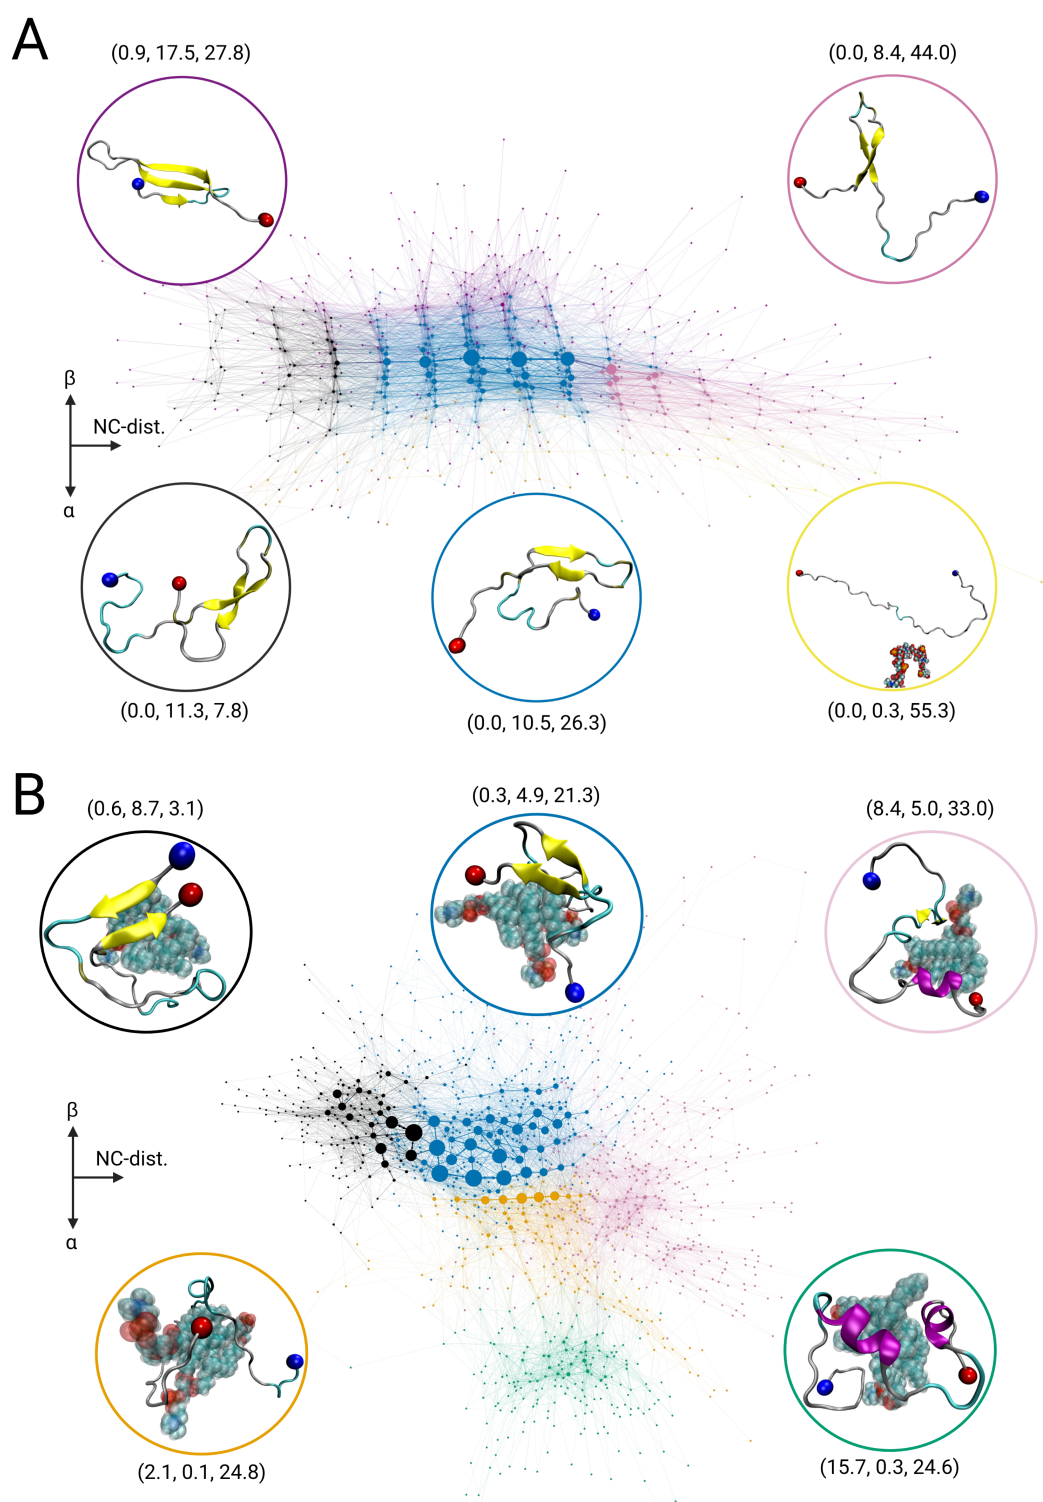 A
(0.9, 17.5, 27.8)
(0.0, 8.4, 44.0)
β
NC-dist.
α
(0.0, 11.3, 7.8)
(0.0, 10.5, 26.3)
(0.0, 0.3, 55.3)
B
(0.6, 8.7, 3.1)
(0.3, 4.9, 21.3)
(8.4, 5.0, 33.0)
β
NC-dist.
α
(2.1, 0.1, 24.8)
(15.7, 0.3, 24.6)